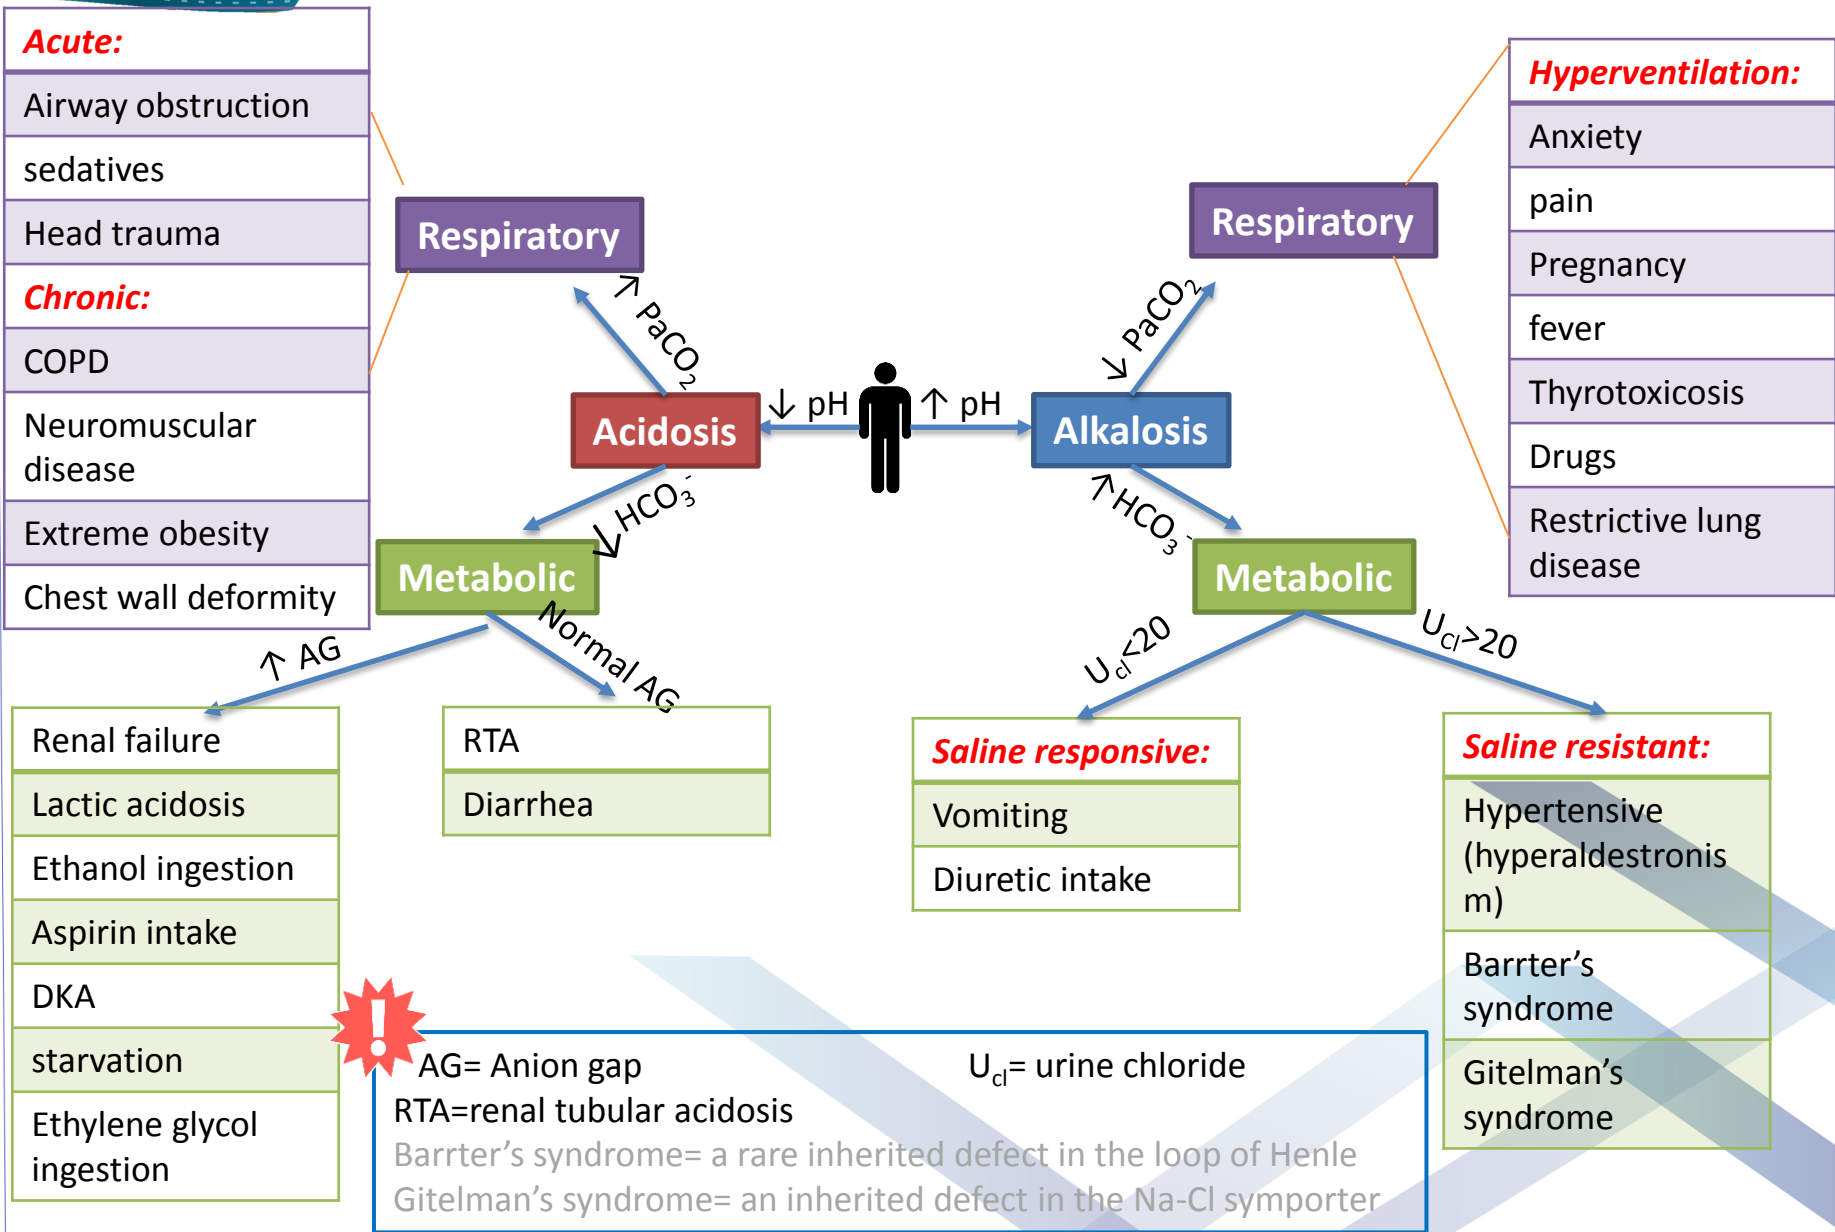 Acute:
Airway obstruction
sedatives
Head trauma
Chronic:
COPD
Neuromuscular
disease
Extreme obesity
Chest wall deformity
Respiratory
↑ PaCO₂
Acidosis
↓ pH
↑ pH
Alkalosis
↓ PaCO₂
Respiratory
Hyperventilation:
Anxiety
pain
Pregnancy
fever
Thyrotoxicosis
Drugs
Restrictive lung
disease
↓ HCO₃⁻
Metabolic
↑ AG
Normal AG
↑HCO₃⁻
Metabolic
U_cl<20
U_Cl>20
Renal failure
Lactic acidosis
Ethanol ingestion
Aspirin intake
DKA
starvation
Ethylene glycol
ingestion
RTA
Diarrhea
Saline responsive:
Vomiting
Diuretic intake
Saline resistant:
Hypertensive
(hyperaldestronis
m)
Barrter's
syndrome
Gitelman's
syndrome
!
AG= Anion gap U_cl= urine chloride
RTA=renal tubular acidosis
Barrter's syndrome= a rare inherited defect in the loop of Henle
Gitelman's syndrome= an inherited defect in the Na-Cl symporter